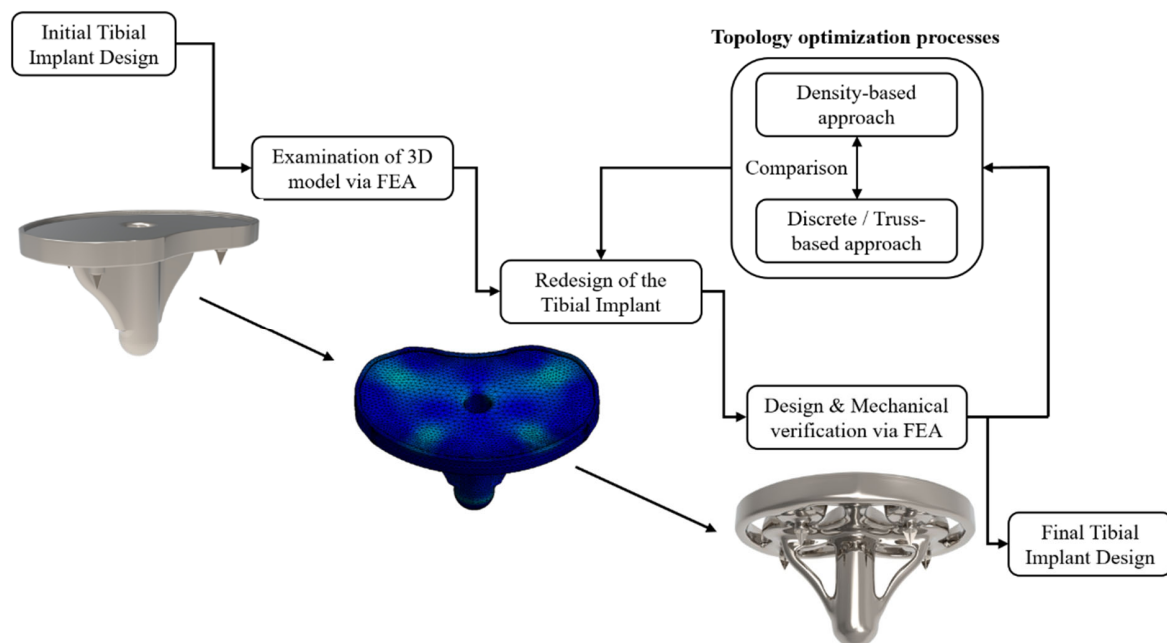 Initial Tibial
Implant Design
Topology optimization processes
Density-based
approach
Comparison
Discrete / Truss-
based approach
Examination of 3D
model via FEA
Redesign of the
Tibial Implant
Design & Mechanical
verification via FEA
Final Tibial
Implant Design